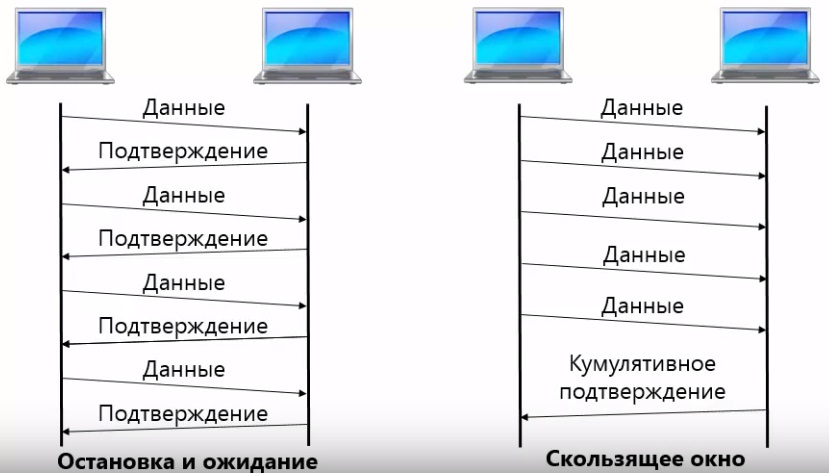 Данные
Подтверждение
Данные
Подтверждение
Данные
Подтверждение
Данные
Подтверждение
Остановка и ожидание
Данные
Данные
Данные
Данные
Данные
Кумулятивное
подтверждение
Скользящее окно